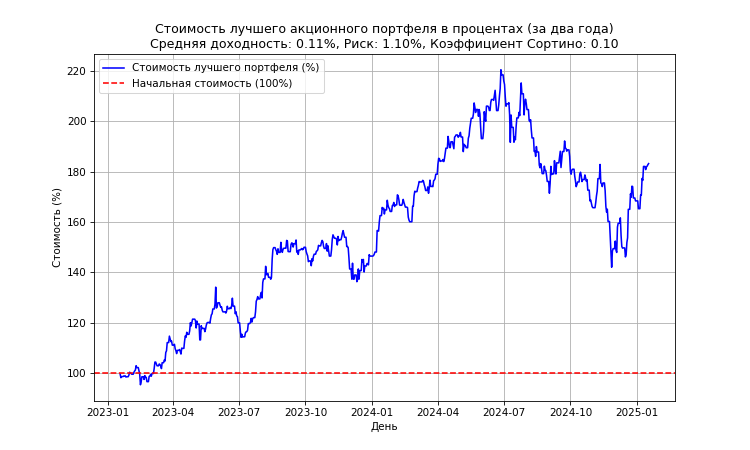 Стоимость лучшего акционного портфеля в процентах (за два года)
Средняя доходность: 0.11%, Риск: 1.10%, Коэффициент Сортино: 0.10
Стоимость лучшего портфеля (%)
Начальная стоимость (100%)
Стоимость (%)
220
200
180
160
140
120
100
2023-01 2023-04 2023-07 2023-10 2024-01 2024-04 2024-07 2024-10 2025-01
День